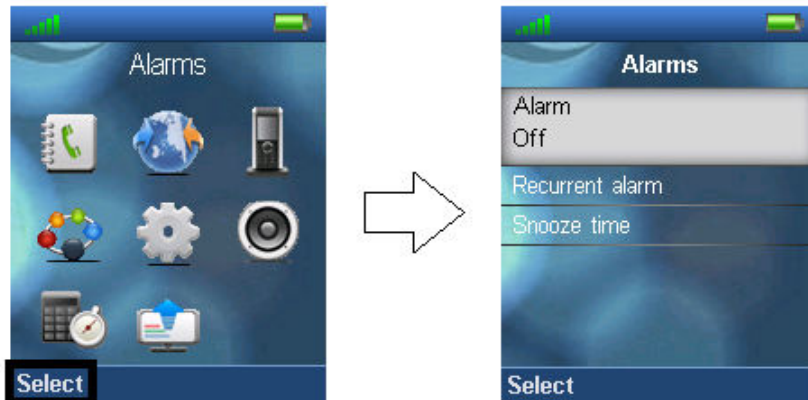 Alarms
Select
Alarms
Alarm
Off
Recurrent alarm
Snooze time
Select